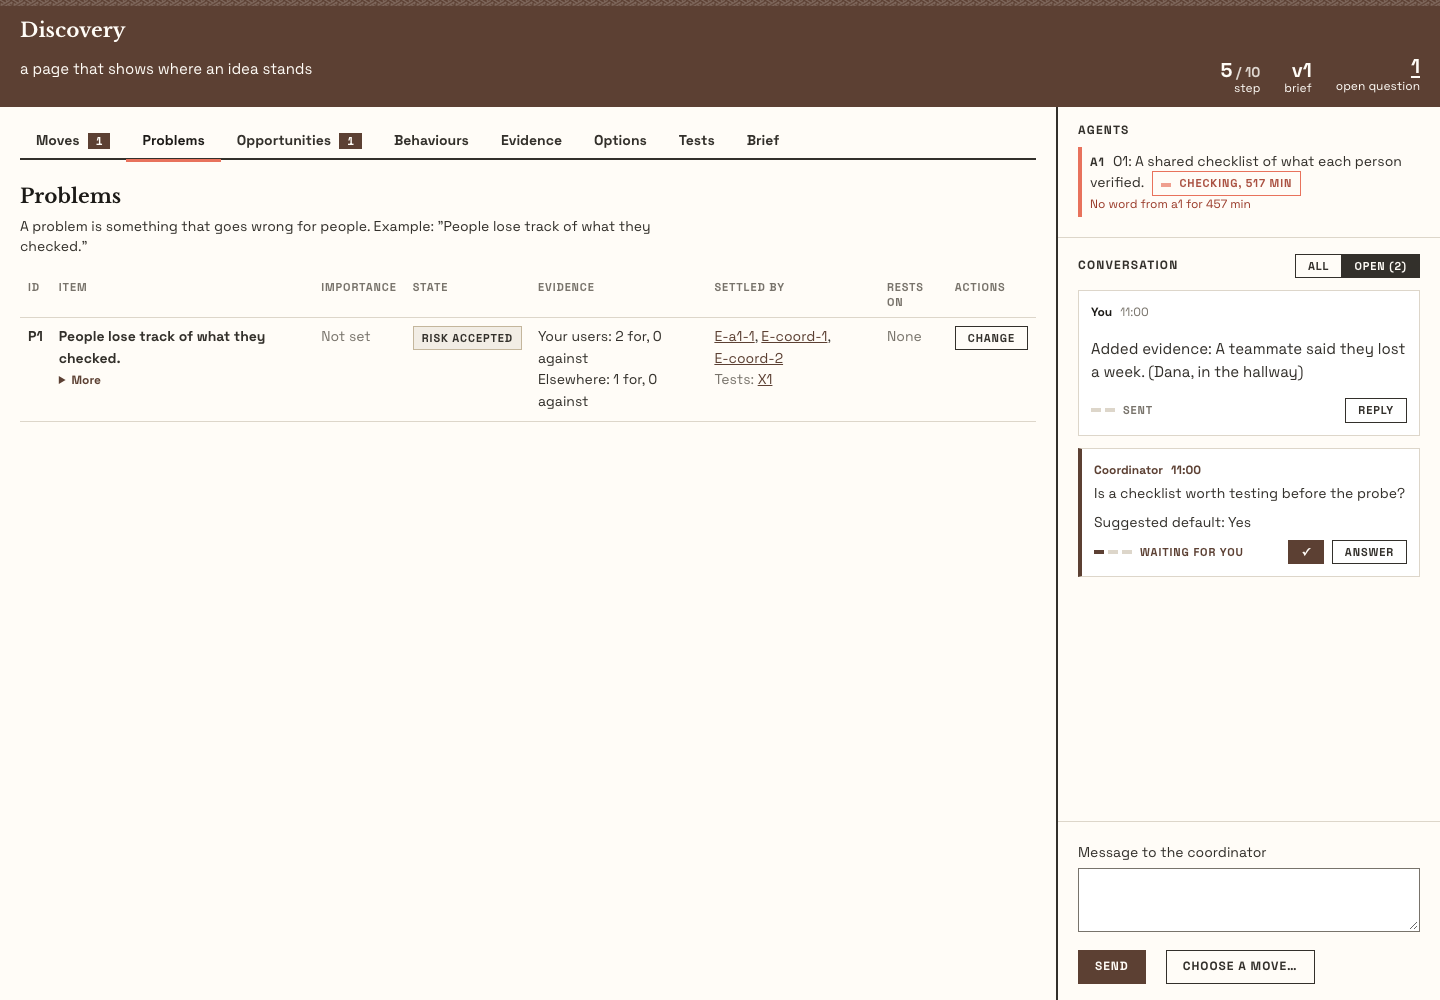 Discovery
a page that shows where an idea stands
5 / 10
step
v1
brief
1
open question
Moves 1
Problems
Opportunities 1
Behaviours
Evidence
Options
Tests
Brief
Problems
A problem is something that goes wrong for people. Example: "People lose track of what they
checked."
ID
ITEM
IMPORTANCE
STATE
EVIDENCE
SETTLED BY
RESTS
ON
ACTIONS
P1
People lose track of what they
checked.
More
Not set
RISK ACCEPTED
Your users: 2 for, 0
against
Elsewhere: 1 for, 0
against
E-a1-1, E-coord-1,
E-coord-2
Tests: X1
None
CHANGE
AGENTS
A1 O1: A shared checklist of what each person
verified. CHECKING, 517 MIN
No word from a1 for 457 min
CONVERSATION
ALL
OPEN (2)
You 11:00
Added evidence: A teammate said they lost
a week. (Dana, in the hallway)
SENT
REPLY
Coordinator 11:00
Is a checklist worth testing before the probe?
Suggested default: Yes
WAITING FOR YOU
✓
ANSWER
Message to the coordinator
SEND
CHOOSE A MOVE…